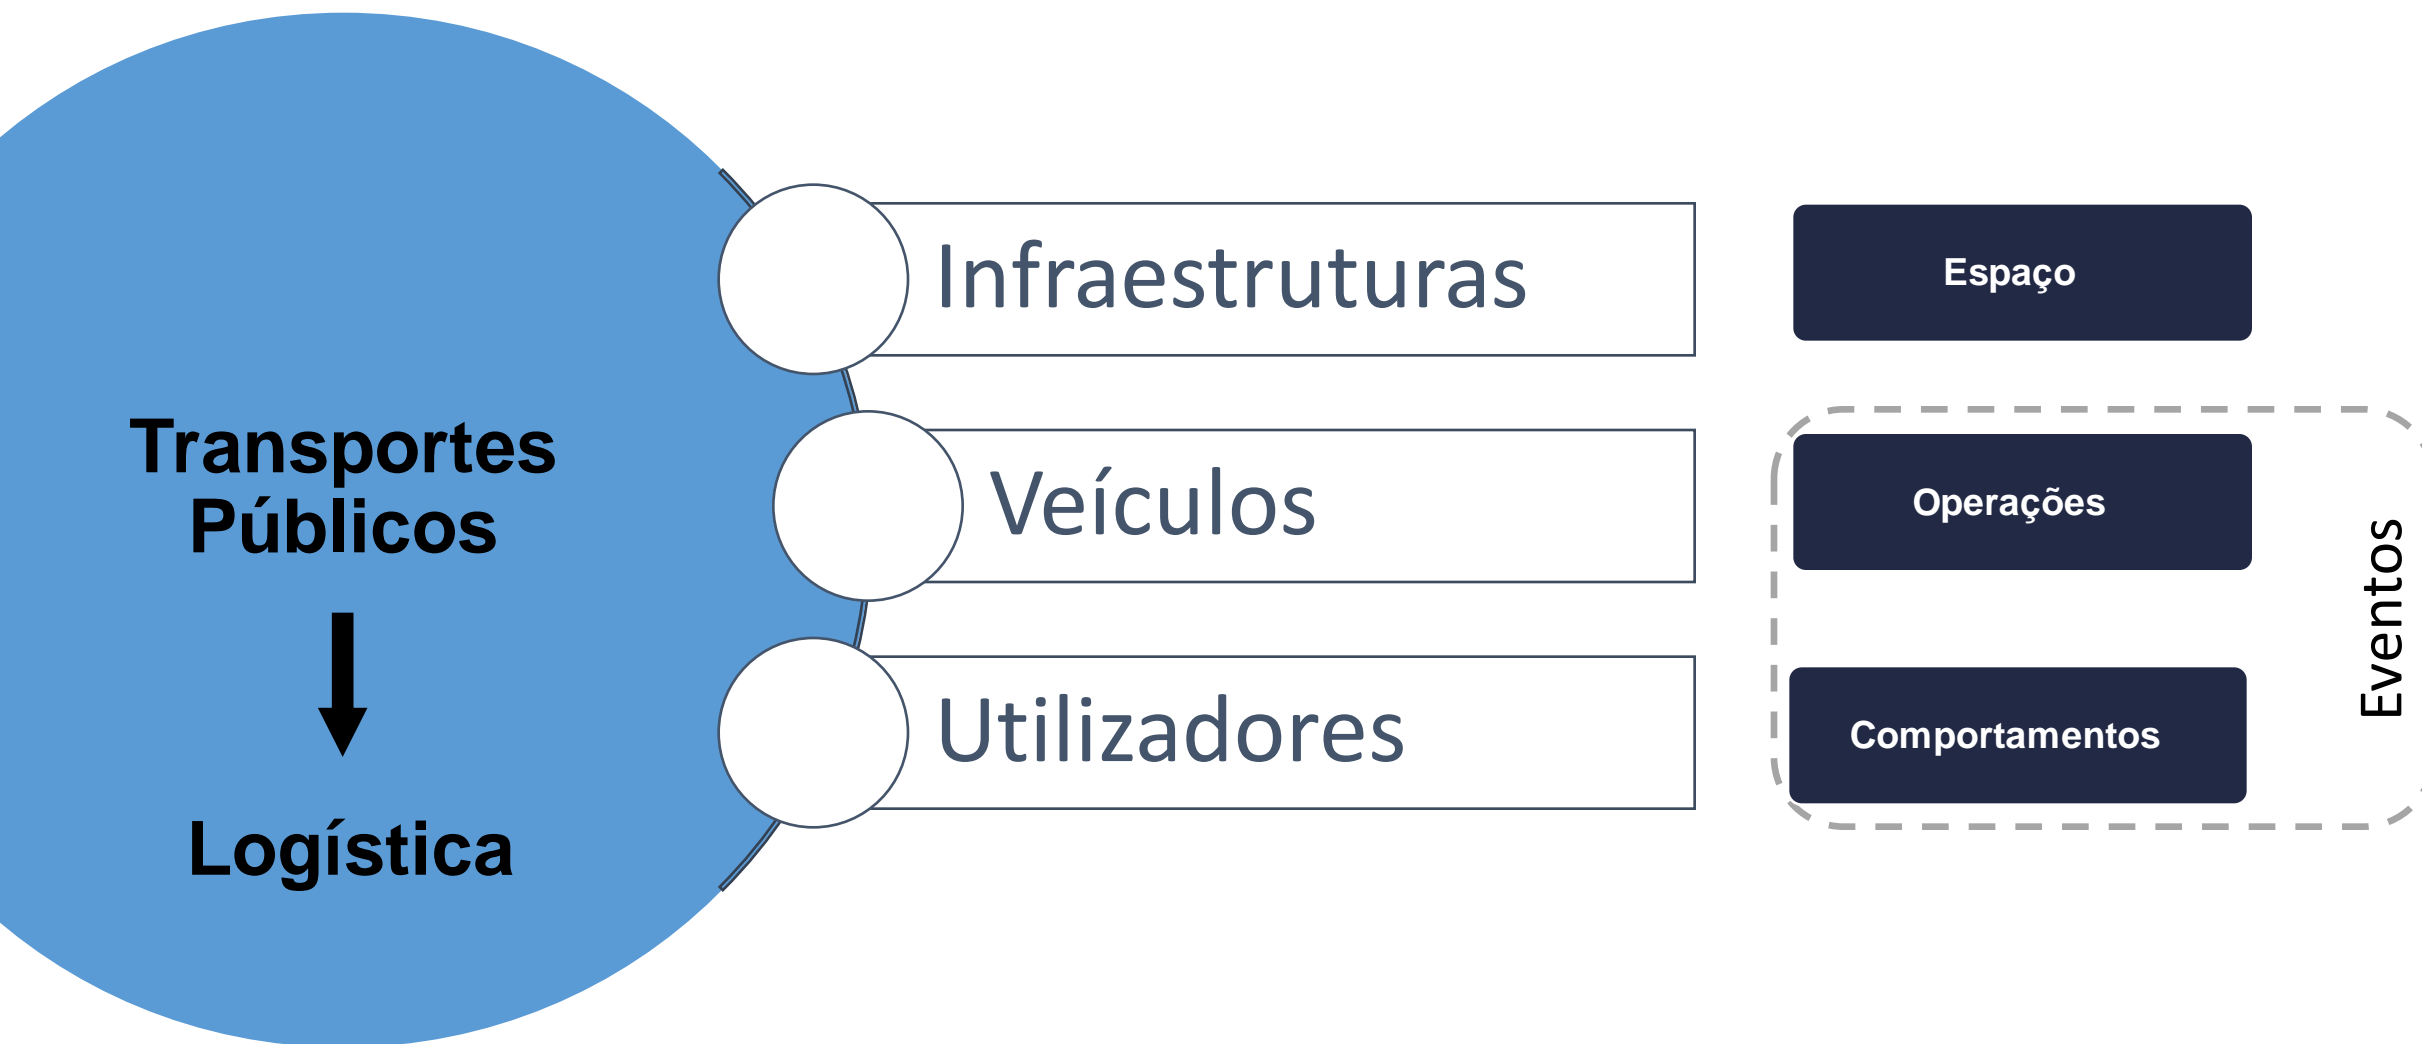 Transportes
Públicos
Logística
Infraestruturas
Veículos
Utilizadores
Espaço
Operações
Comportamentos
Eventos